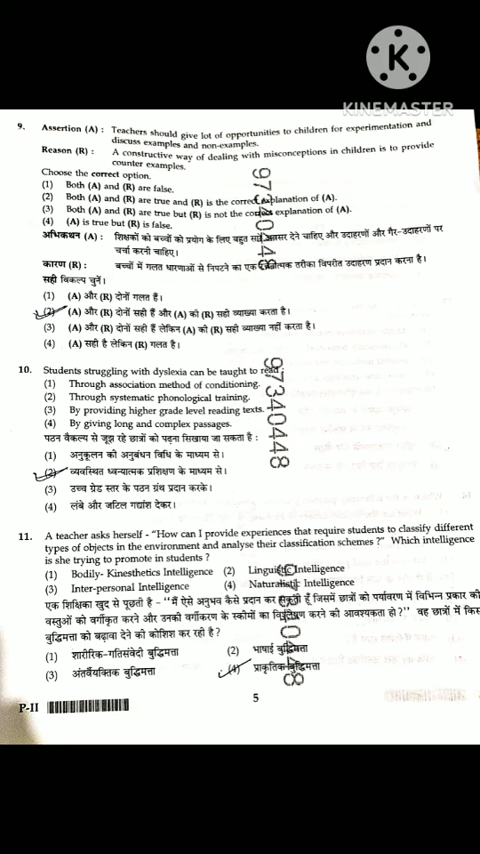 K
KINEMASTER
9. Assertion (A) : Teachers should give lot of opportunities to children for experimentation and
discuss examples and non-examples.
Reason (R) : A constructive way of dealing with misconceptions in children is to provide
counter examples.
Choose the correct option.
(1) Both (A) and (R) are false.
(2) Both (A) and (R) are true and (R) is the correct explanation of (A).
(3) Both (A) and (R) are true but (R) is not the correct explanation of (A).
(4) (A) is true but (R) is false.
अभिकथन (A) : शिक्षकों को बच्चों को प्रयोग के लिए बहुत सारे अवसर देने चाहिए और उदाहरणों और गैर-उदाहरणों पर
चर्चा करनी चाहिए।
कारण (R) : बच्चों में गलत धारणाओं से निपटने का एक तरीका विपरीत उदाहरण प्रदान करना है।
सही विकल्प चुनें।
(1) (A) और (R) दोनों गलत हैं।
(2) (A) और (R) दोनों सही हैं और (A) को (R) सही व्याख्या करता है।
(3) (A) और (R) दोनों सही हैं लेकिन (A) को (R) सही व्याख्या नहीं करता है।
(4) (A) सही है लेकिन (R) गलत है।
97340448
10. Students struggling with dyslexia can be taught to read :
(1) Through association method of conditioning.
(2) Through systematic phonological training.
(3) By providing higher grade level reading texts.
(4) By giving long and complex passages.
पठन वैकल्य से जूझ रहे छात्रों को पढ़ना सिखाया जा सकता है :
(1) अनुकूलन की अनुबंधन विधि के माध्यम से।
(2) व्यवस्थित ध्वन्यात्मक प्रशिक्षण के माध्यम से।
(3) उच्च ग्रेड स्तर के पठन ग्रंथ प्रदान करके।
(4) लंबे और जटिल गद्यांश देकर।
97340448
11. A teacher asks herself - "How can I provide experiences that require students to classify different
types of objects in the environment and analyse their classification schemes ?" Which intelligence
is she trying to promote in students ?
(1) Bodily- Kinesthetics Intelligence (2) Linguistic Intelligence
(3) Inter-personal Intelligence (4) Naturalistic Intelligence
एक शिक्षिका खुद से पूछती है - "मैं ऐसे अनुभव कैसे प्रदान कर सकती हूँ जिसमें छात्रों को पर्यावरण में विभिन्न प्रकार की
वस्तुओं को वर्गीकृत करने और उनकी वर्गीकरण के स्कीमों का विश्लेषण करने की आवश्यकता हो?" वह छात्रों में किस
बुद्धिमत्ता को बढ़ावा देने की कोशिश कर रही है?
(1) शारीरिक-गतिसंवेदी बुद्धिमत्ता (2) भाषाई बुद्धिमत्ता
(3) अंतर्वैयक्तिक बुद्धिमत्ता (4) प्राकृतिक बुद्धिमत्ता
P-II 5